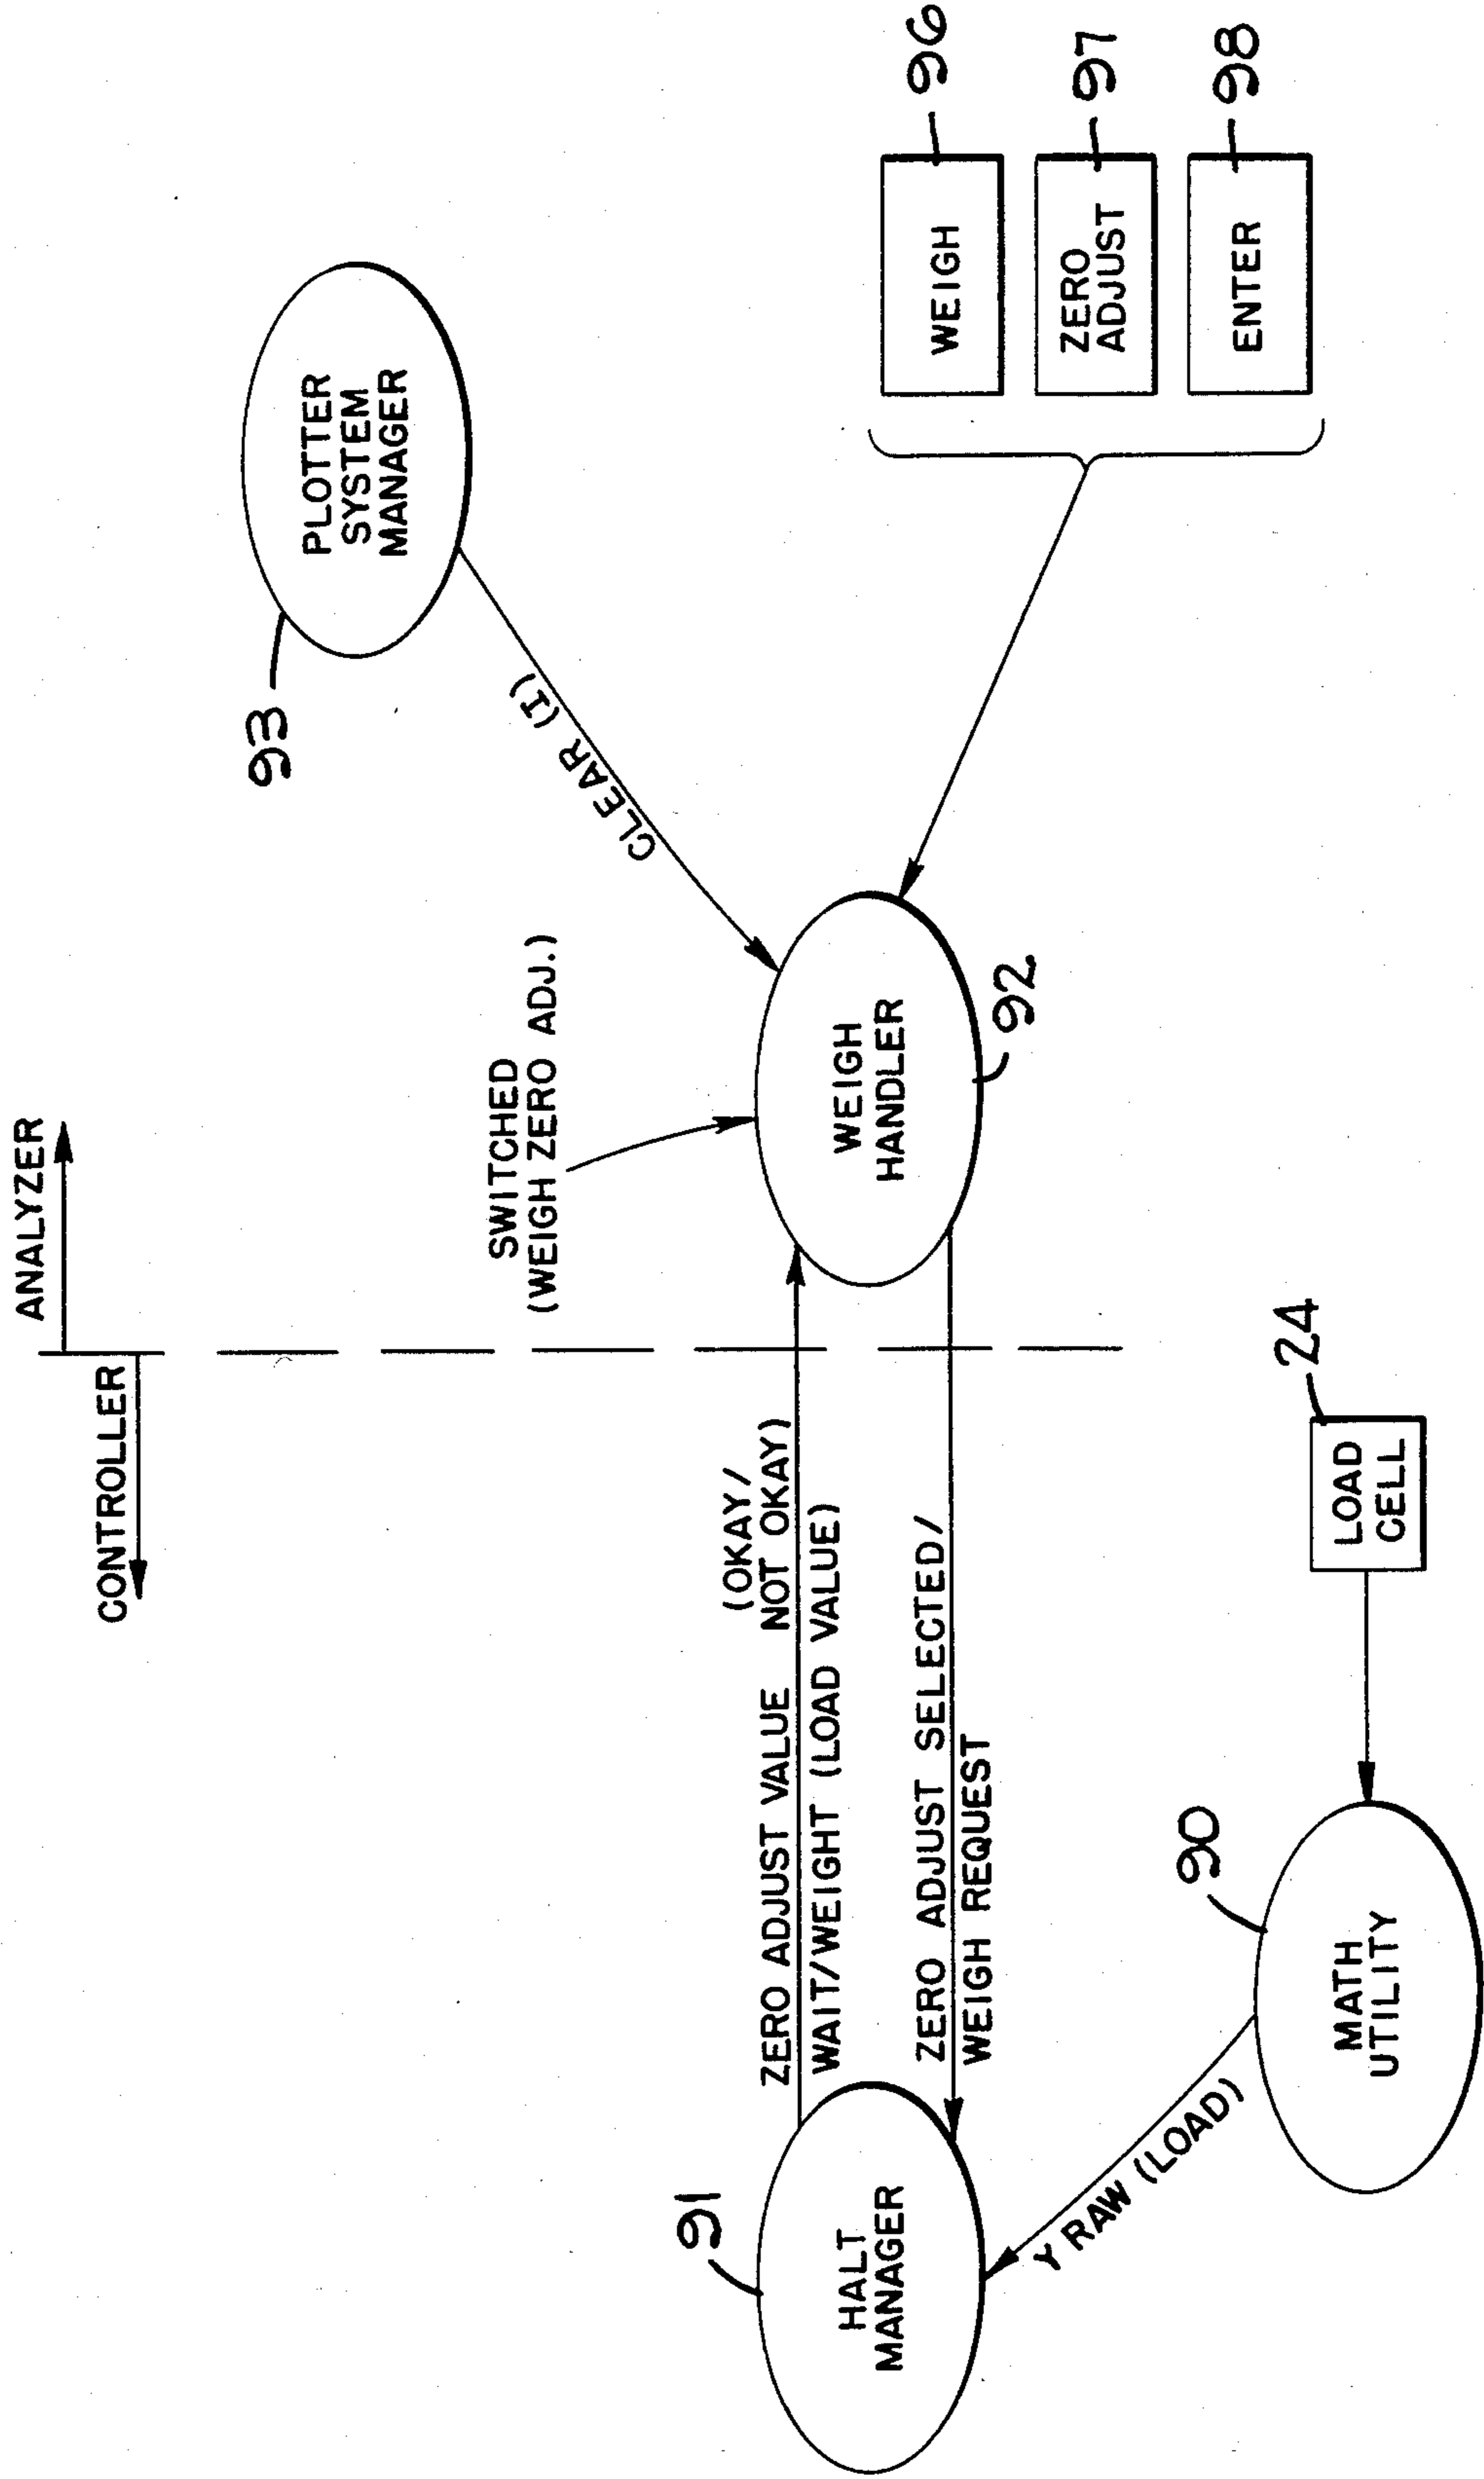 CONTROLLER
ANALYZER
93
PLOTTER
SYSTEM
MANAGER
CLEAR (I)
SWITCHED
(WEIGH ZERO ADJ.)
91
HALT
MANAGER
(OKAY/
ZERO ADJUST VALUE NOT OKAY)
WAIT/WEIGHT (LOAD VALUE)
ZERO ADJUST SELECTED/
WEIGH REQUEST
WEIGH
HANDLER
92
WEIGH
96
ZERO
ADJUST
97
ENTER
98
Y RAW (LOAD)
90
MATH
UTILITY
LOAD
CELL
24